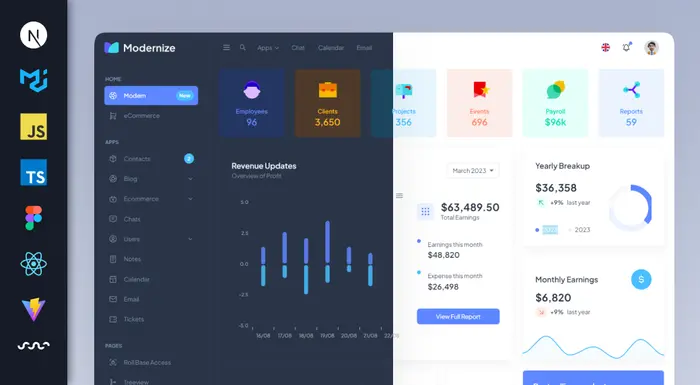 N
JS
TS
Modernize
Apps
Chat
Calendar
Email
HOME
Modern
New
eCommerce
APPS
Contacts
2
Blog
Ecommerce
Chats
Users
Notes
Calendar
Email
Tickets
PAGES
Roll Base Access
Treeview
Employees
96
Clients
3,650
Projects
356
Events
696
Payroll
$96k
Reports
59
Revenue Updates
Overview of Profit
5.0
2.5
0.0
-2.5
-5.0
16/08 17/08 18/08 19/08 20/08 21/08 22/08
March 2023
$63,489.50
Total Earnings
Earnings this month
$48,820
Expense this month
$26,498
View Full Report
Yearly Breakup
$36,358
+9% last year
2023
Monthly Earnings
$6,820
+9% last year